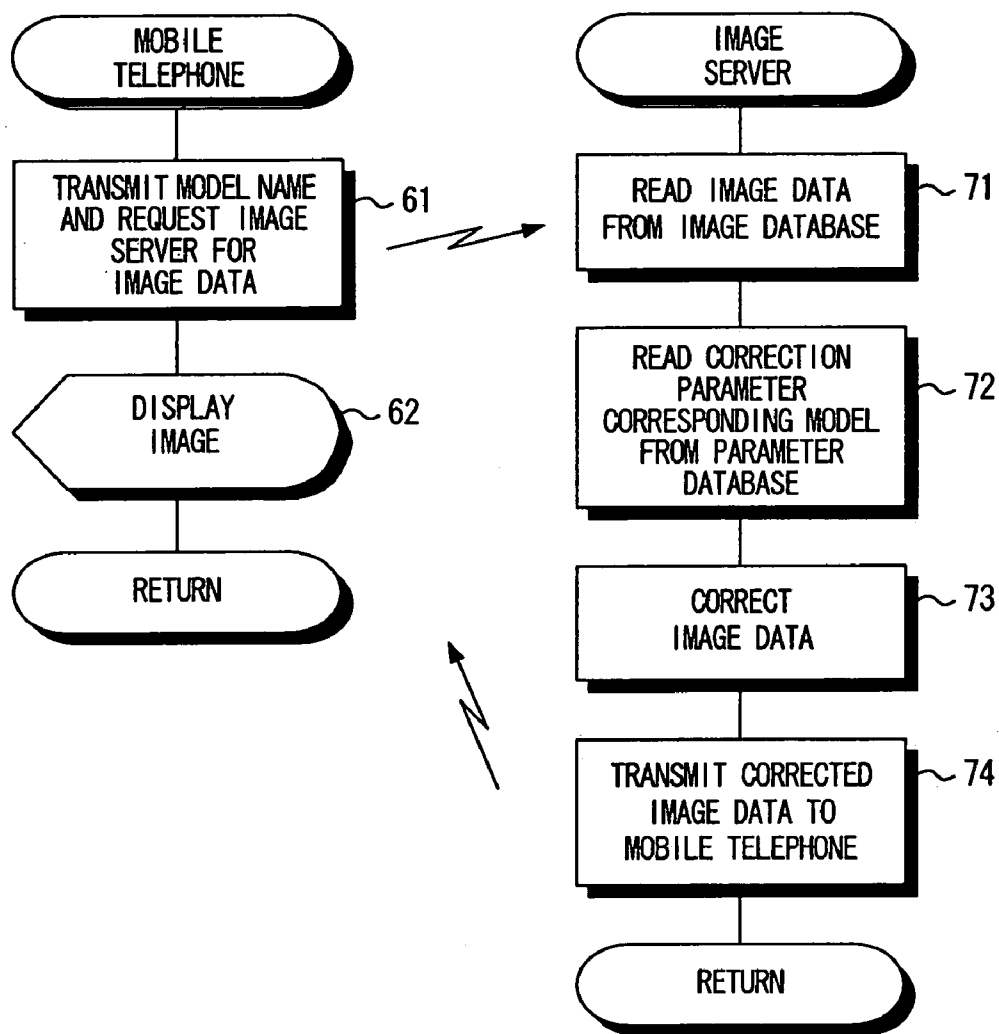 MOBILE
TELEPHONE
TRANSMIT MODEL NAME
AND REQUEST IMAGE
SERVER FOR
IMAGE DATA
61
DISPLAY
IMAGE
62
RETURN
IMAGE
SERVER
READ IMAGE DATA
FROM IMAGE DATABASE
71
READ CORRECTION
PARAMETER
CORRESPONDING MODEL
FROM PARAMETER
DATABASE
72
CORRECT
IMAGE DATA
73
TRANSMIT CORRECTED
IMAGE DATA TO
MOBILE TELEPHONE
74
RETURN